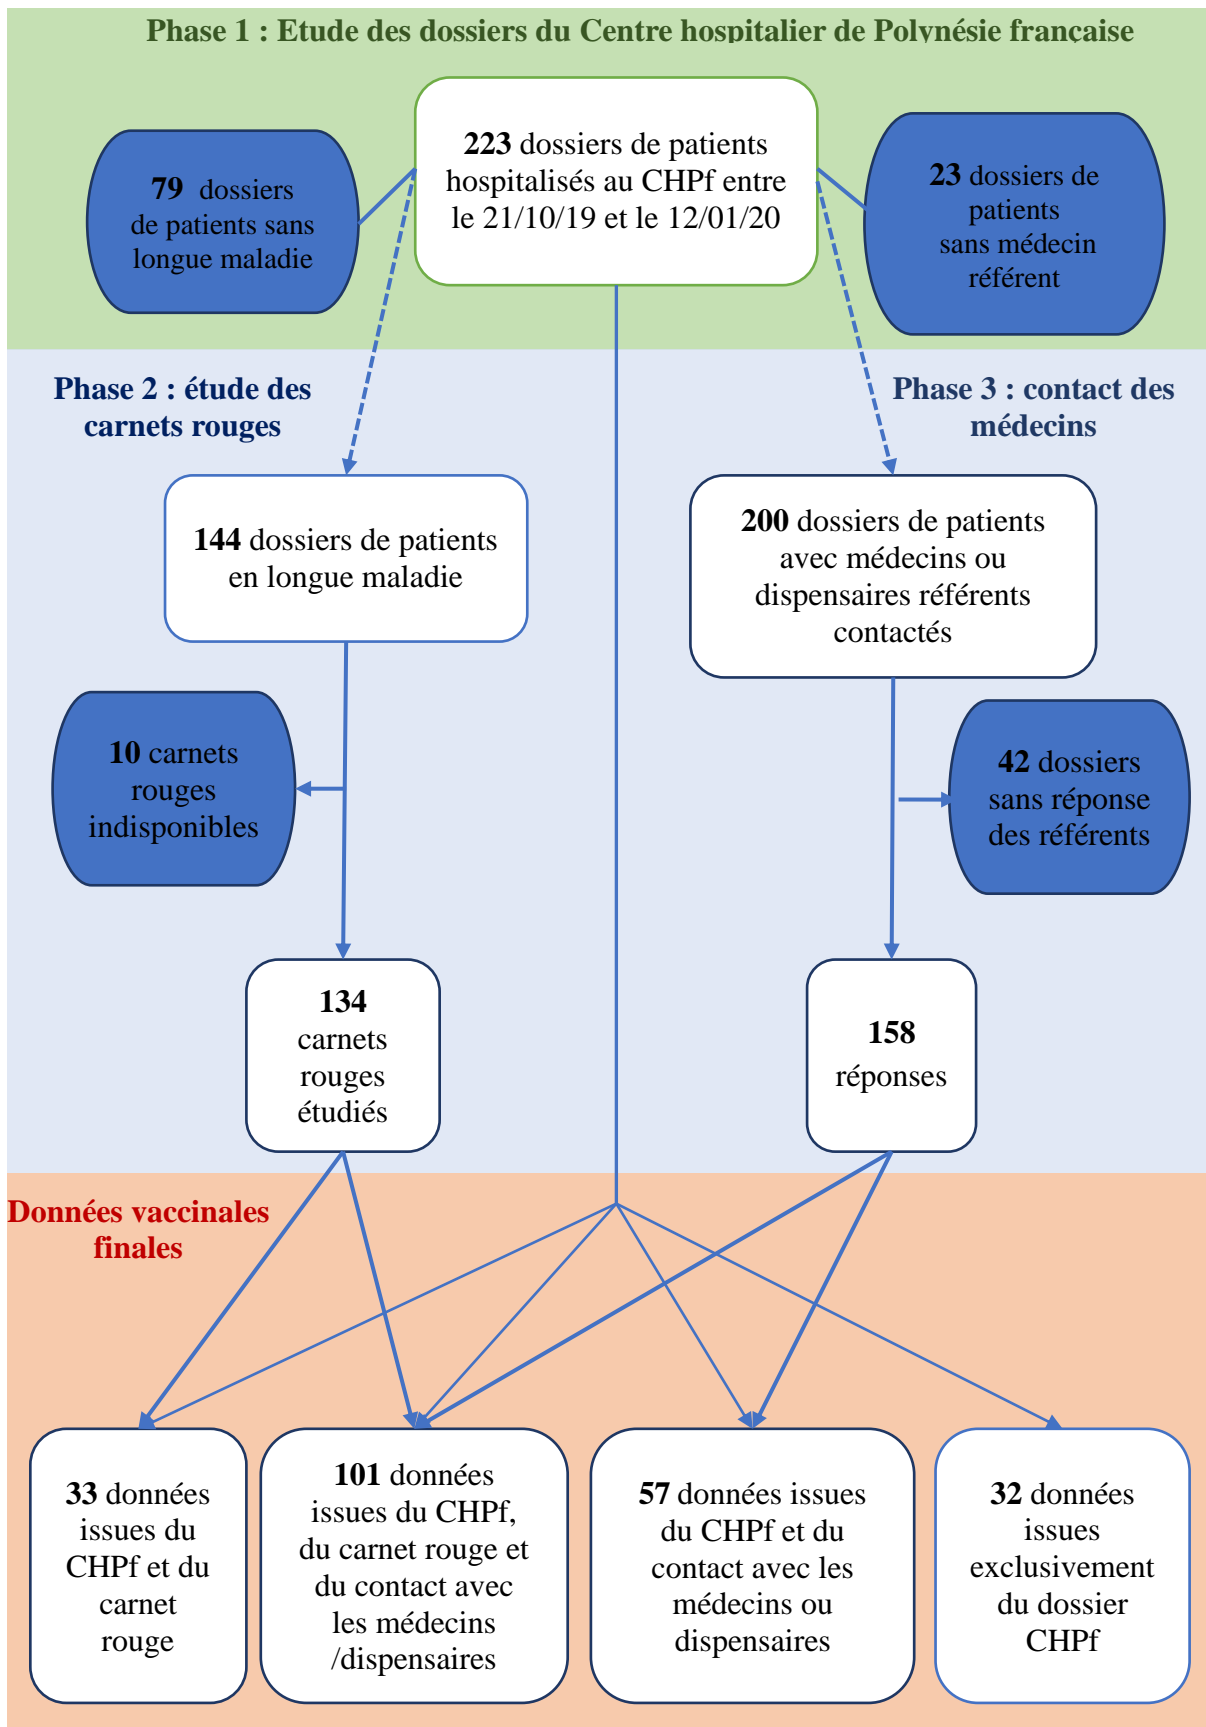 Phase 1 : Etude des dossiers du Centre hospitalier de Polynésie française
223 dossiers de patients
hospitalisés au CHPf entre
le 21/10/19 et le 12/01/20
79 dossiers
de patients sans
longue maladie
23 dossiers de
patients
sans médecin
référent
Phase 2 : étude des
carnets rouges
Phase 3 : contact des
médecins
144 dossiers de patients
en longue maladie
200 dossiers de patients
avec médecins ou
dispensaires référents
contactés
10 carnets
rouges
indisponibles
42 dossiers
sans réponse
des référents
134
carnets
rouges
étudiés
158
réponses
Données vaccinales
finales
33 données
issues du
CHPf et du
carnet
rouge
101 données
issues du CHPf,
du carnet rouge et
du contact avec
les médecins
/dispensaires
57 données issues
du CHPf et du
contact avec les
médecins ou
dispensaires
32 données
issues
exclusivement
du dossier
CHPf